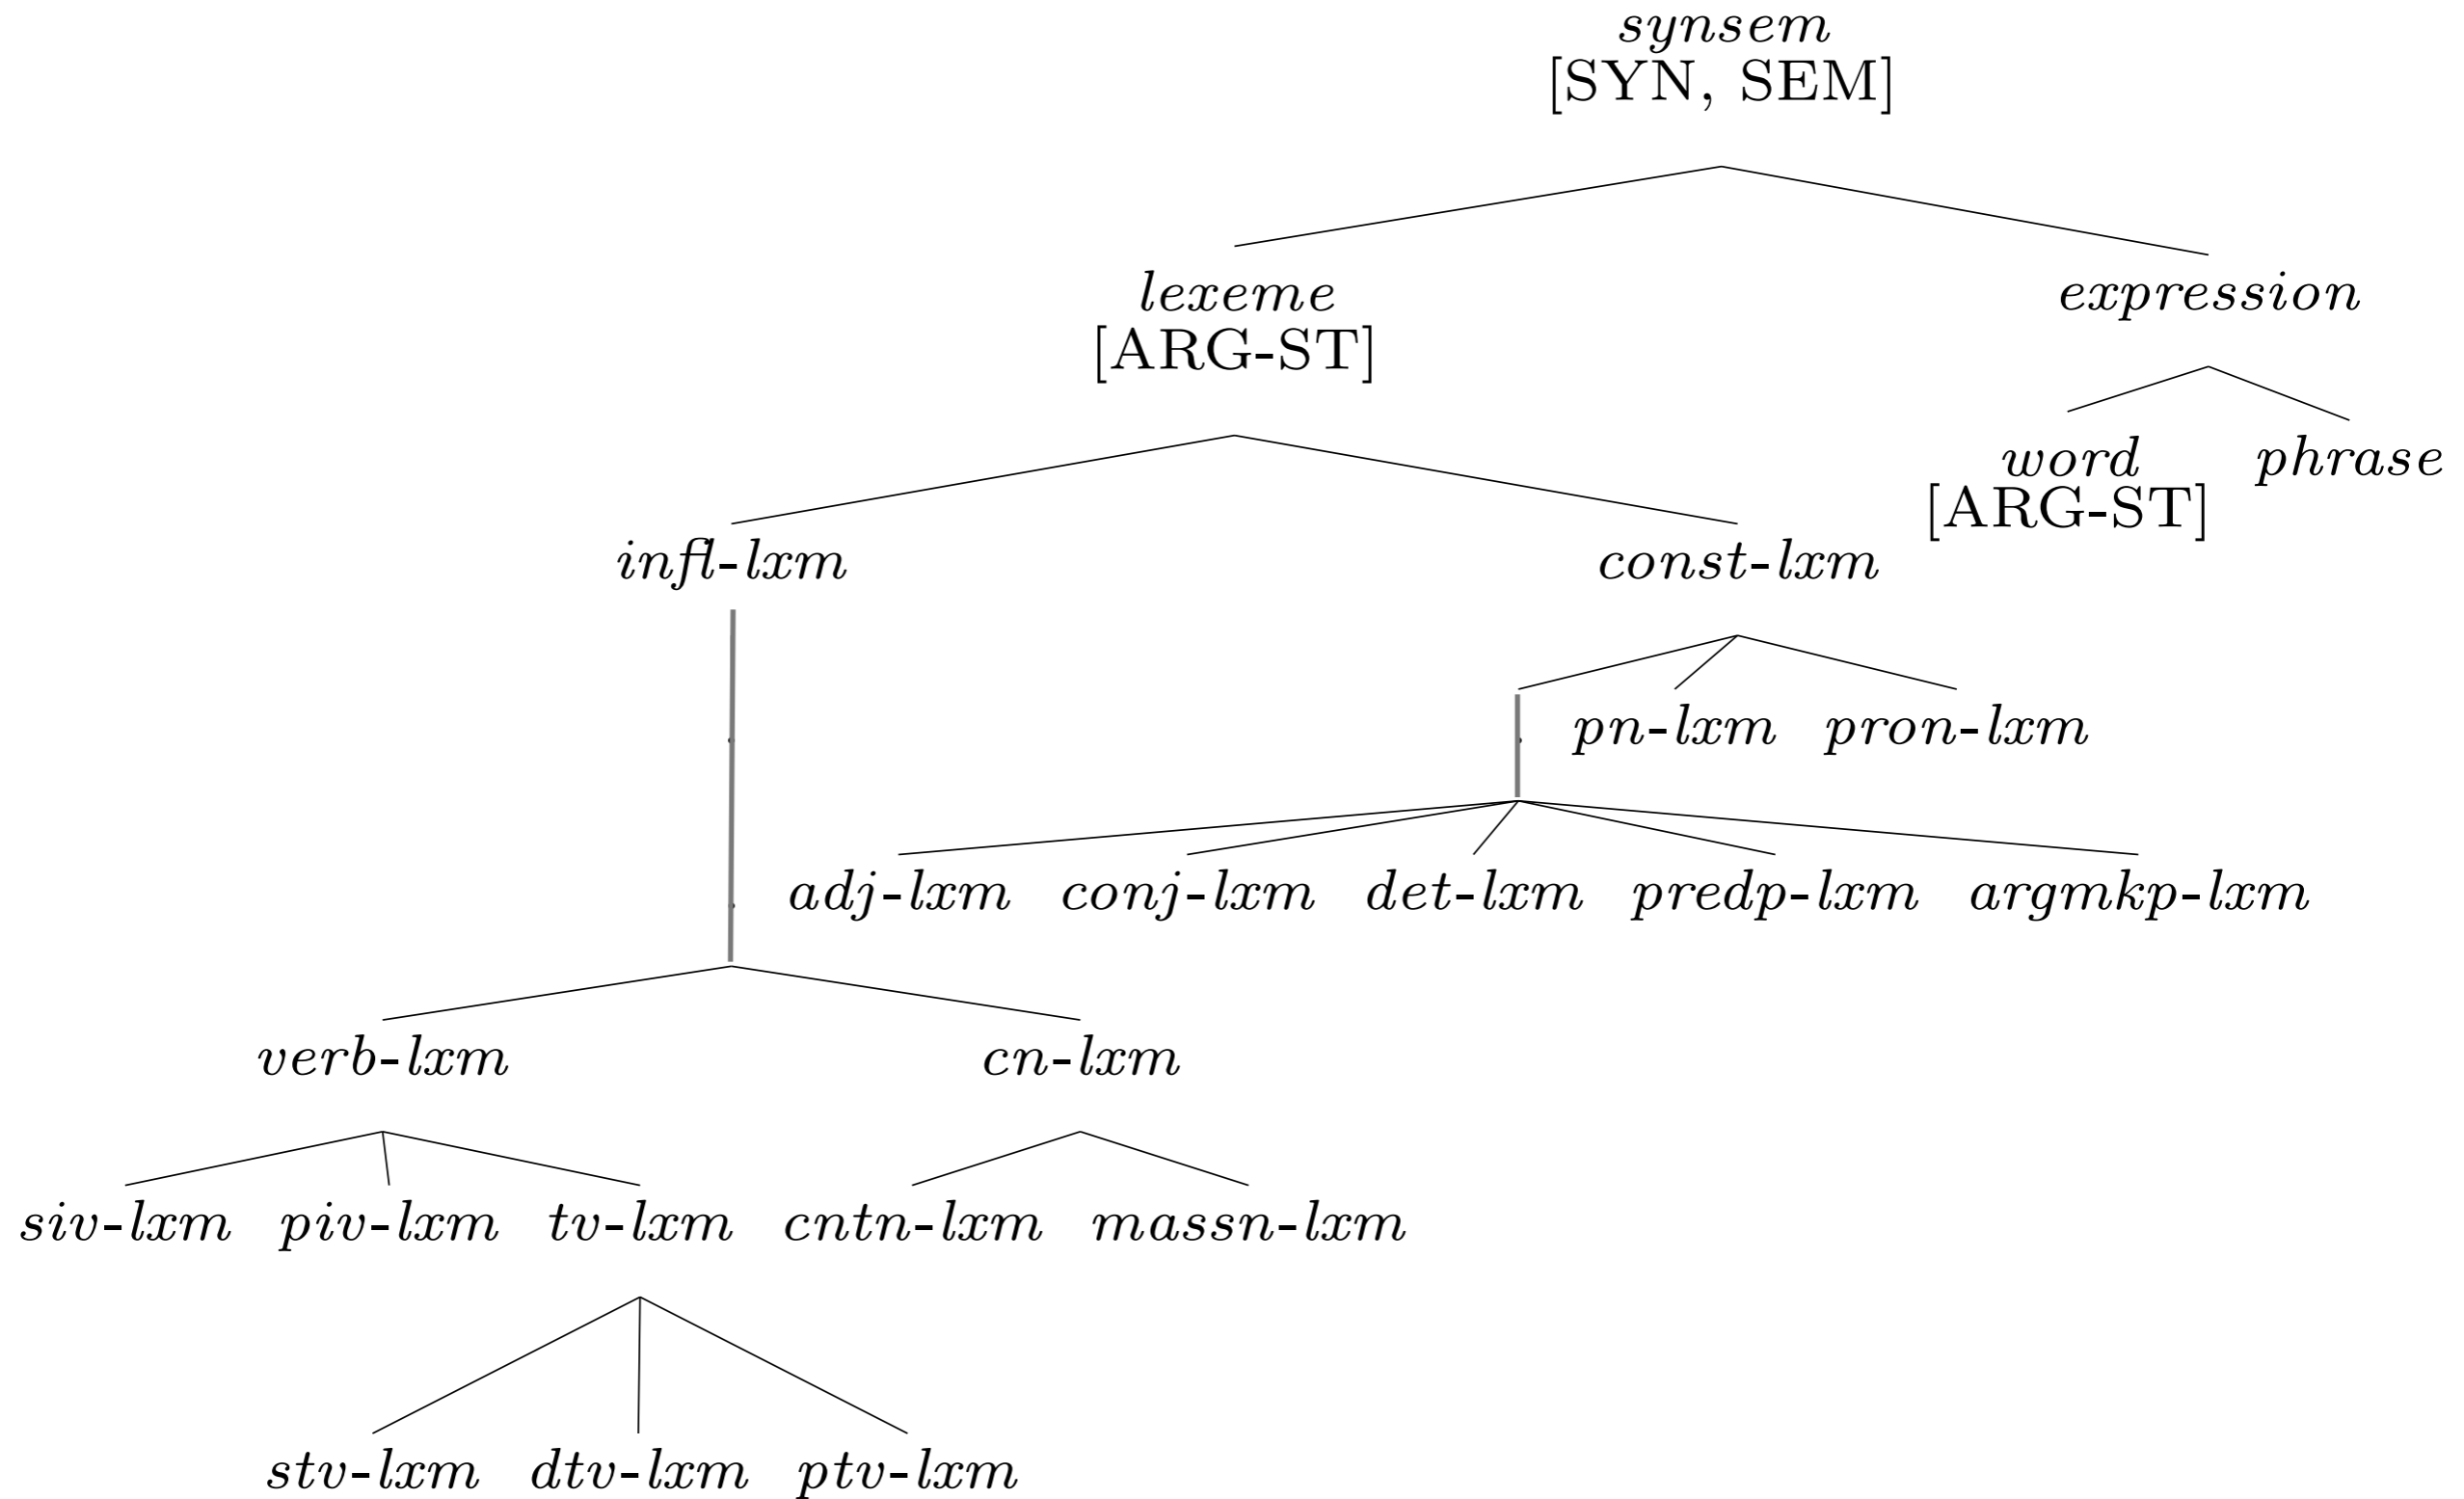 synsem
[SYN, SEM]
lexeme
[ARG-ST]
expression
word
[ARG-ST]
phrase
infl-lxm
const-lxm
pn-lxm
pron-lxm
adj-lxm
conj-lxm
det-lxm
predp-lxm
argmkp-lxm
verb-lxm
cn-lxm
siv-lxm
piv-lxm
tv-lxm
cntn-lxm
massn-lxm
stv-lxm
dtv-lxm
ptv-lxm